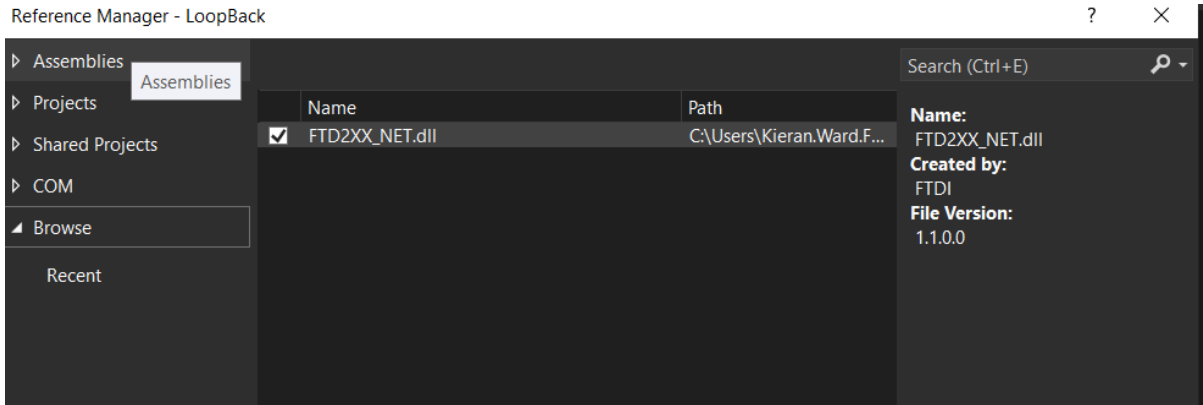 Reference Manager - LoopBack
?
Assemblies
Assemblies
Projects
Shared Projects
COM
Browse
Recent
Name Path
FTD2XX_NET.dll C:\Users\Kieran.Ward.F...
Search (Ctrl+E)
Name:
FTD2XX_NET.dll
Created by:
FTDI
File Version:
1.1.0.0